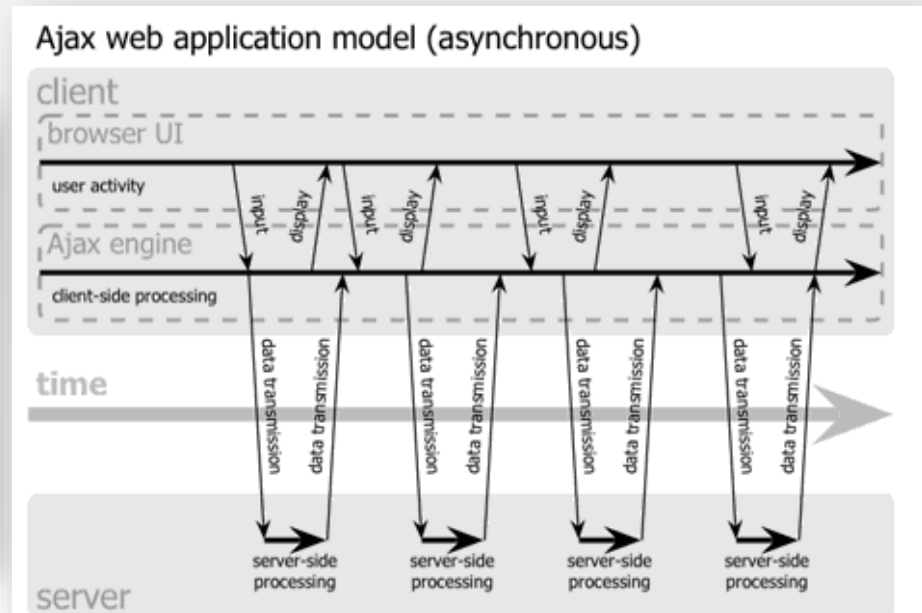 Ajax web application model (asynchronous)
client
browser UI
user activity
input
display
input
display
input
display
input
display
Ajax engine
client-side processing
data transmission
data transmission
data transmission
data transmission
data transmission
data transmission
data transmission
data transmission
time
server-side
processing
server-side
processing
server-side
processing
server-side
processing
server